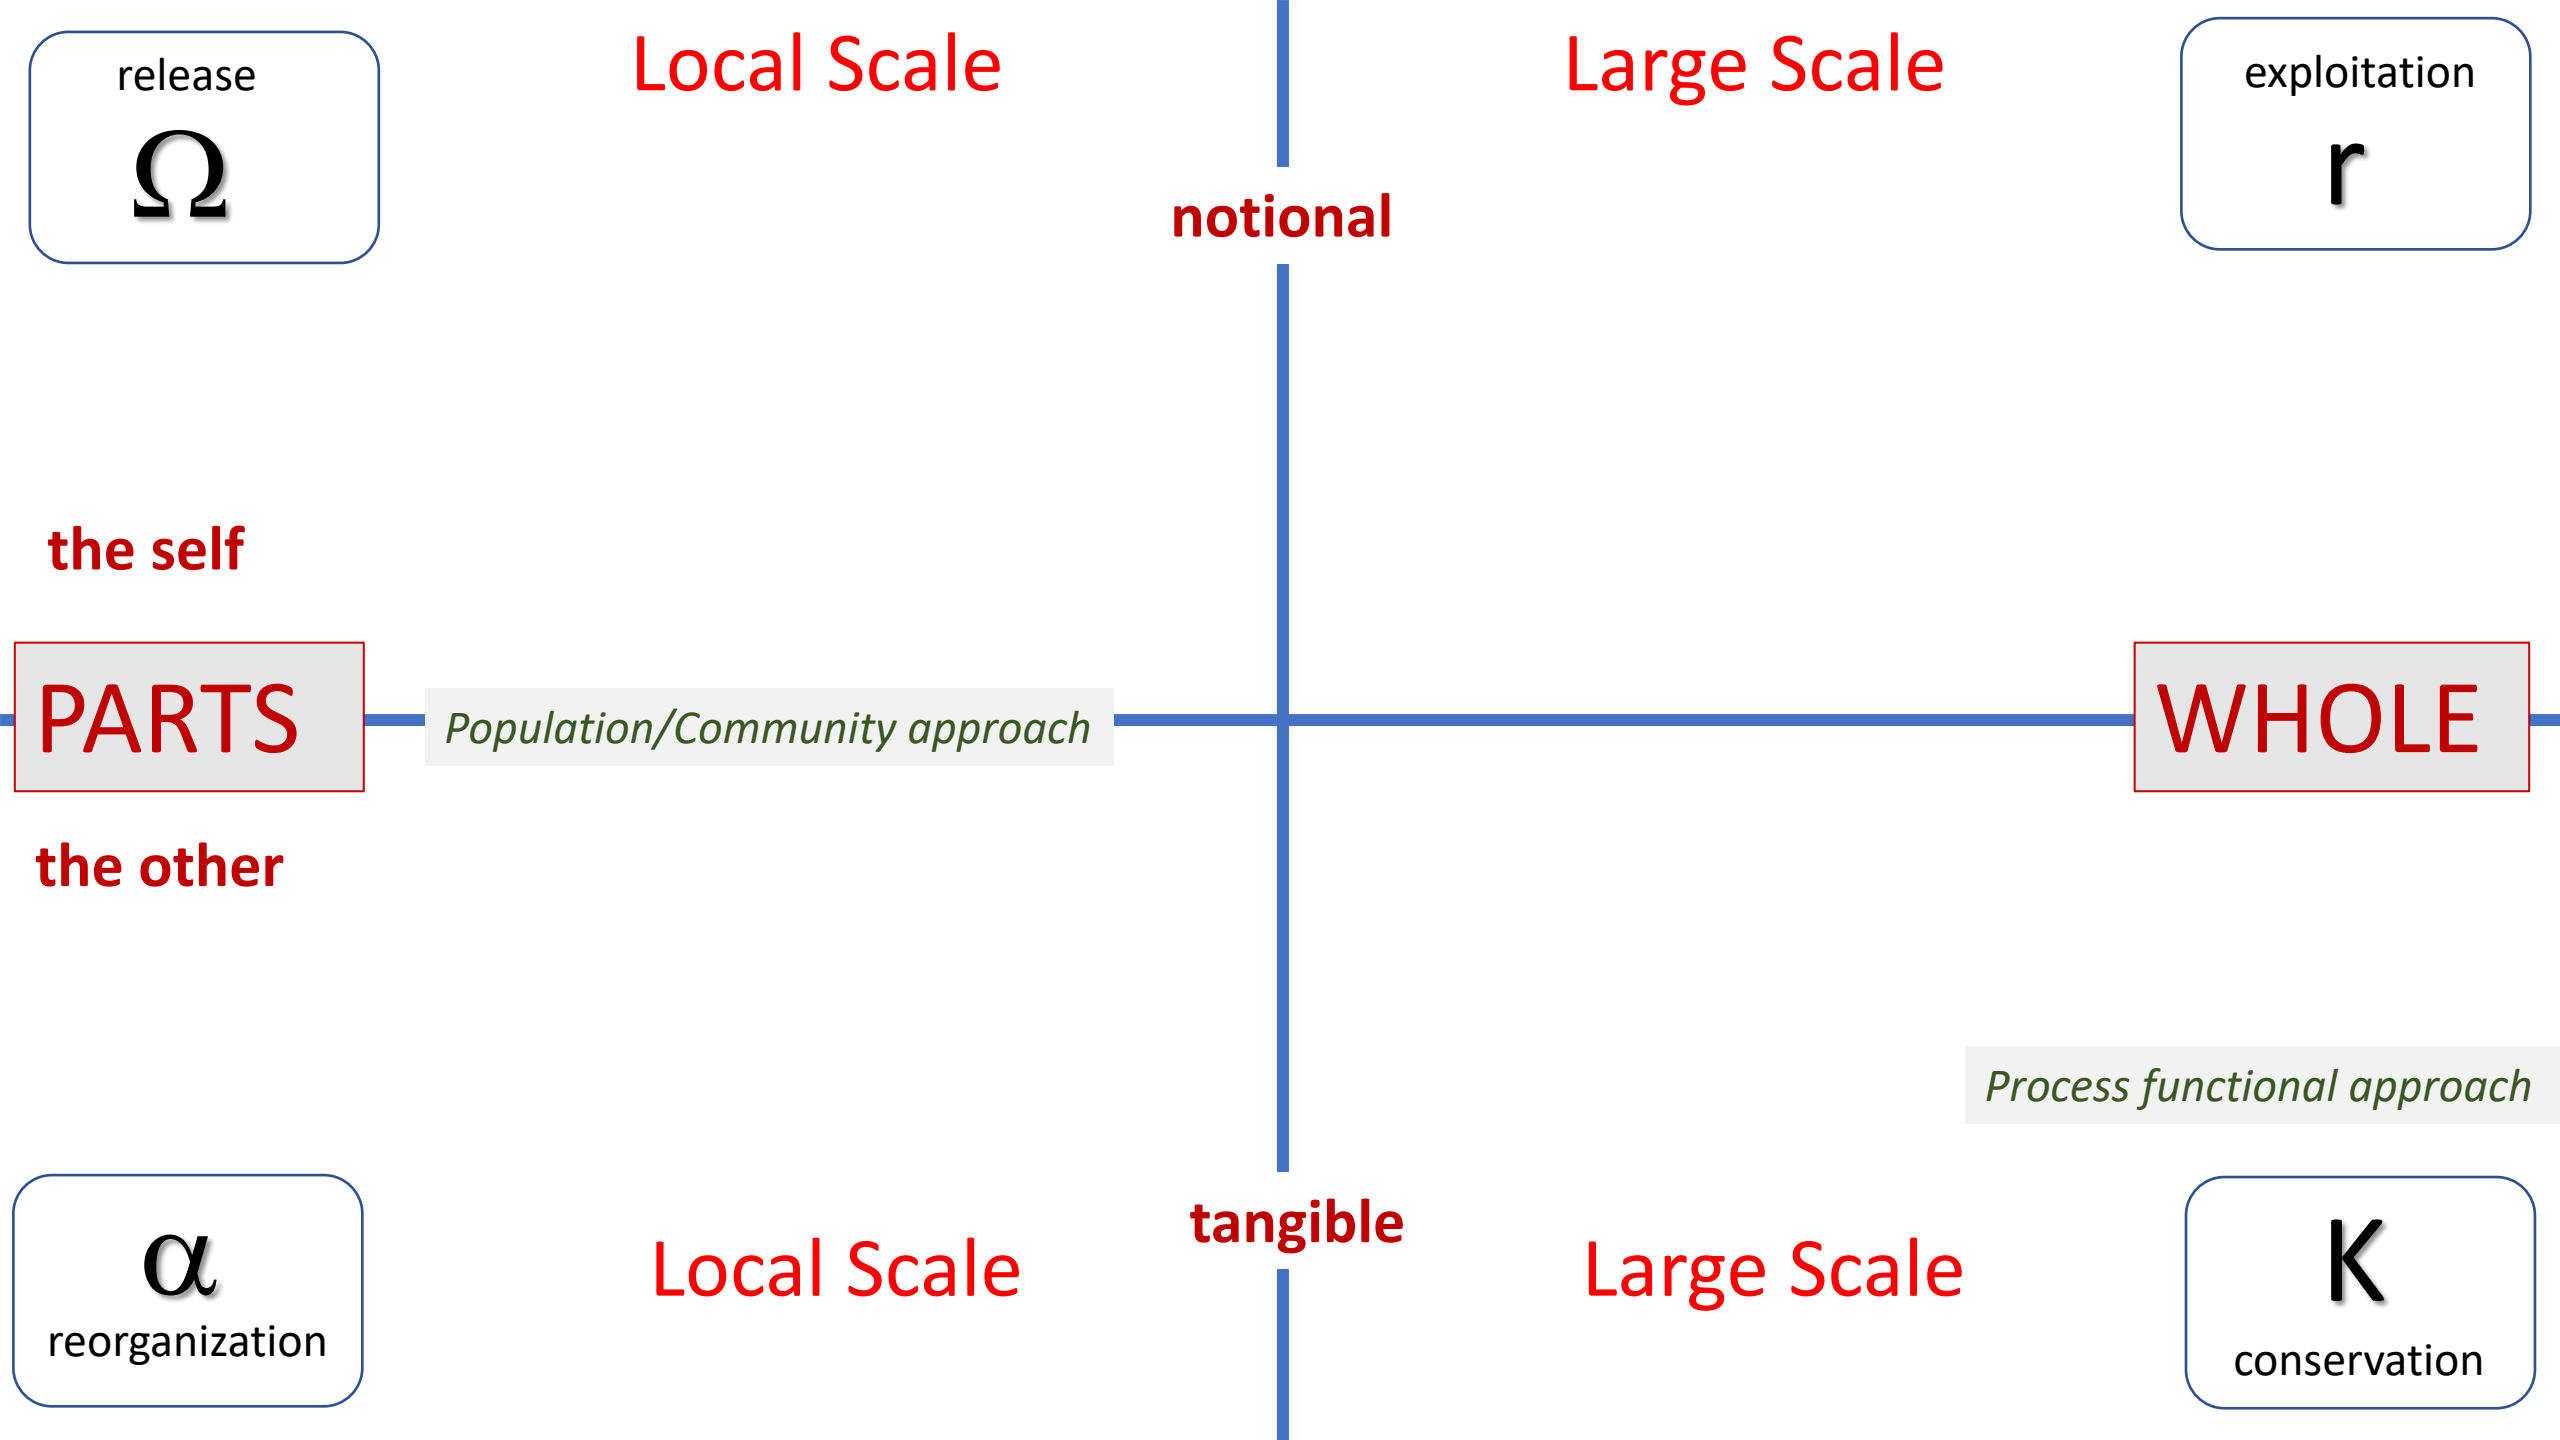 release
Ω
Local Scale
Large Scale
exploitation
r
notional
the self
PARTS
Population/Community approach
WHOLE
the other
Process functional approach
α
reorganization
Local Scale
tangible
Large Scale
K
conservation